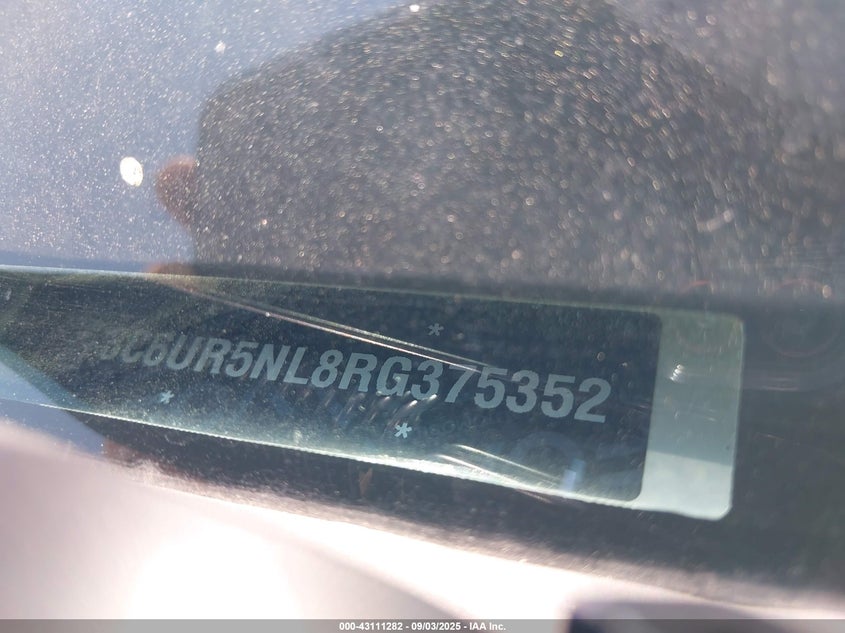 *
3C6UR5NL8RG375352
* *
000-43111282 - 09/03/2025 - IAA Inc.